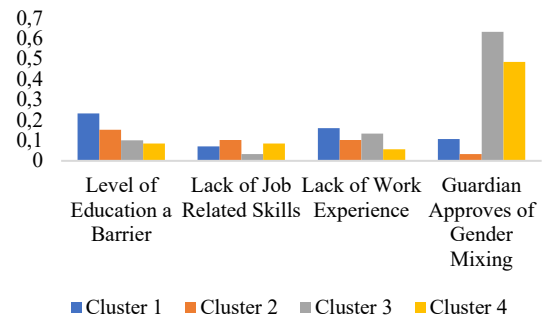 0,7
0,6
0,5
0,4
0,3
0,2
0,1
0
Level of Education a Barrier
Lack of Job Related Skills
Lack of Work Experience
Guardian Approves of Gender Mixing
Cluster 1 Cluster 2 Cluster 3 Cluster 4